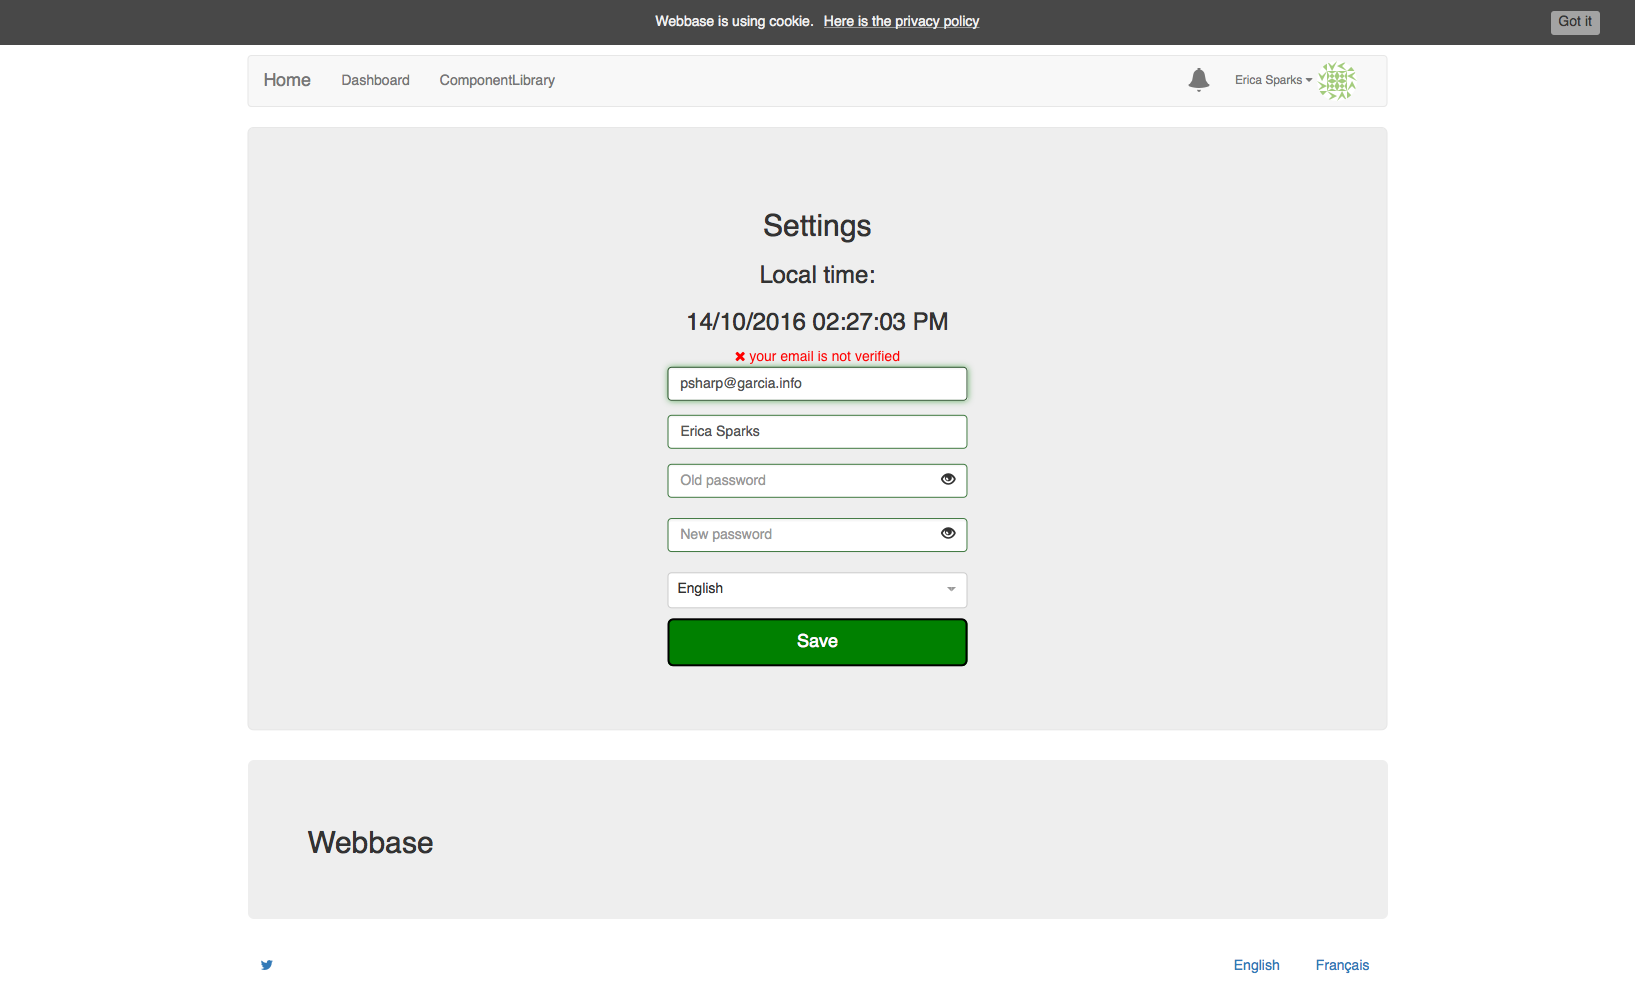 Webbase is using cookie. Here is the privacy policy
Got it
Home Dashboard ComponentLibrary
Erica Sparks
Settings
Local time:
14/10/2016 02:27:03 PM
your email is not verified
psharp@garcia.info
Erica Sparks
Old password
New password
English
Save
Webbase
English Français